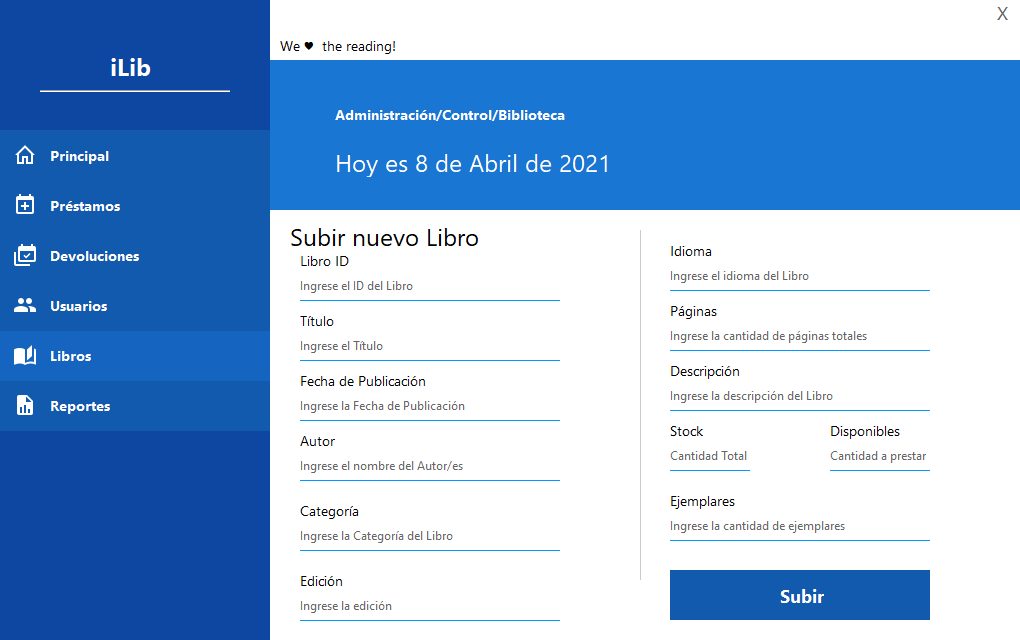 X
We ♥ the reading!
iLib
Principal
Préstamos
Devoluciones
Usuarios
Libros
Reportes
Administración/Control/Biblioteca
Hoy es 8 de Abril de 2021
Subir nuevo Libro
Libro ID
Ingrese el ID del Libro
Título
Ingrese el Título
Fecha de Publicación
Ingrese la Fecha de Publicación
Autor
Ingrese el nombre del Autor/es
Categoría
Ingrese la Categoría del Libro
Edición
Ingrese la edición
Idioma
Ingrese el idioma del Libro
Páginas
Ingrese la cantidad de páginas totales
Descripción
Ingrese la descripción del Libro
Stock
Cantidad Total
Disponibles
Cantidad a prestar
Ejemplares
Ingrese la cantidad de ejemplares
Subir